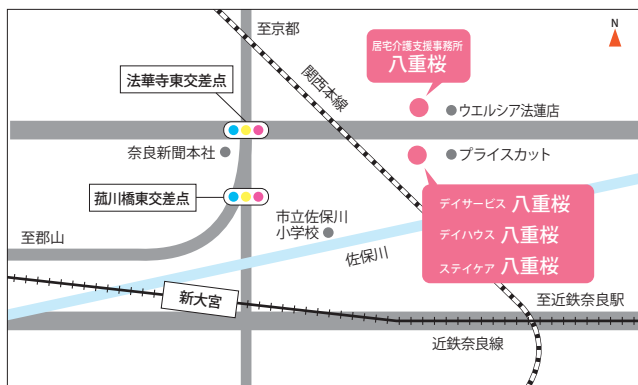 至京都
N
居宅介護支援事務所
八重桜
関西本線
法華寺東交差点
ウエルシア法蓮店
奈良新聞本社
プライスカット
菰川橋東交差点
デイサービス 八重桜
デイハウス 八重桜
ステイケア 八重桜
市立佐保川
小学校
至郡山
佐保川
新大宮
至近鉄奈良駅
近鉄奈良線